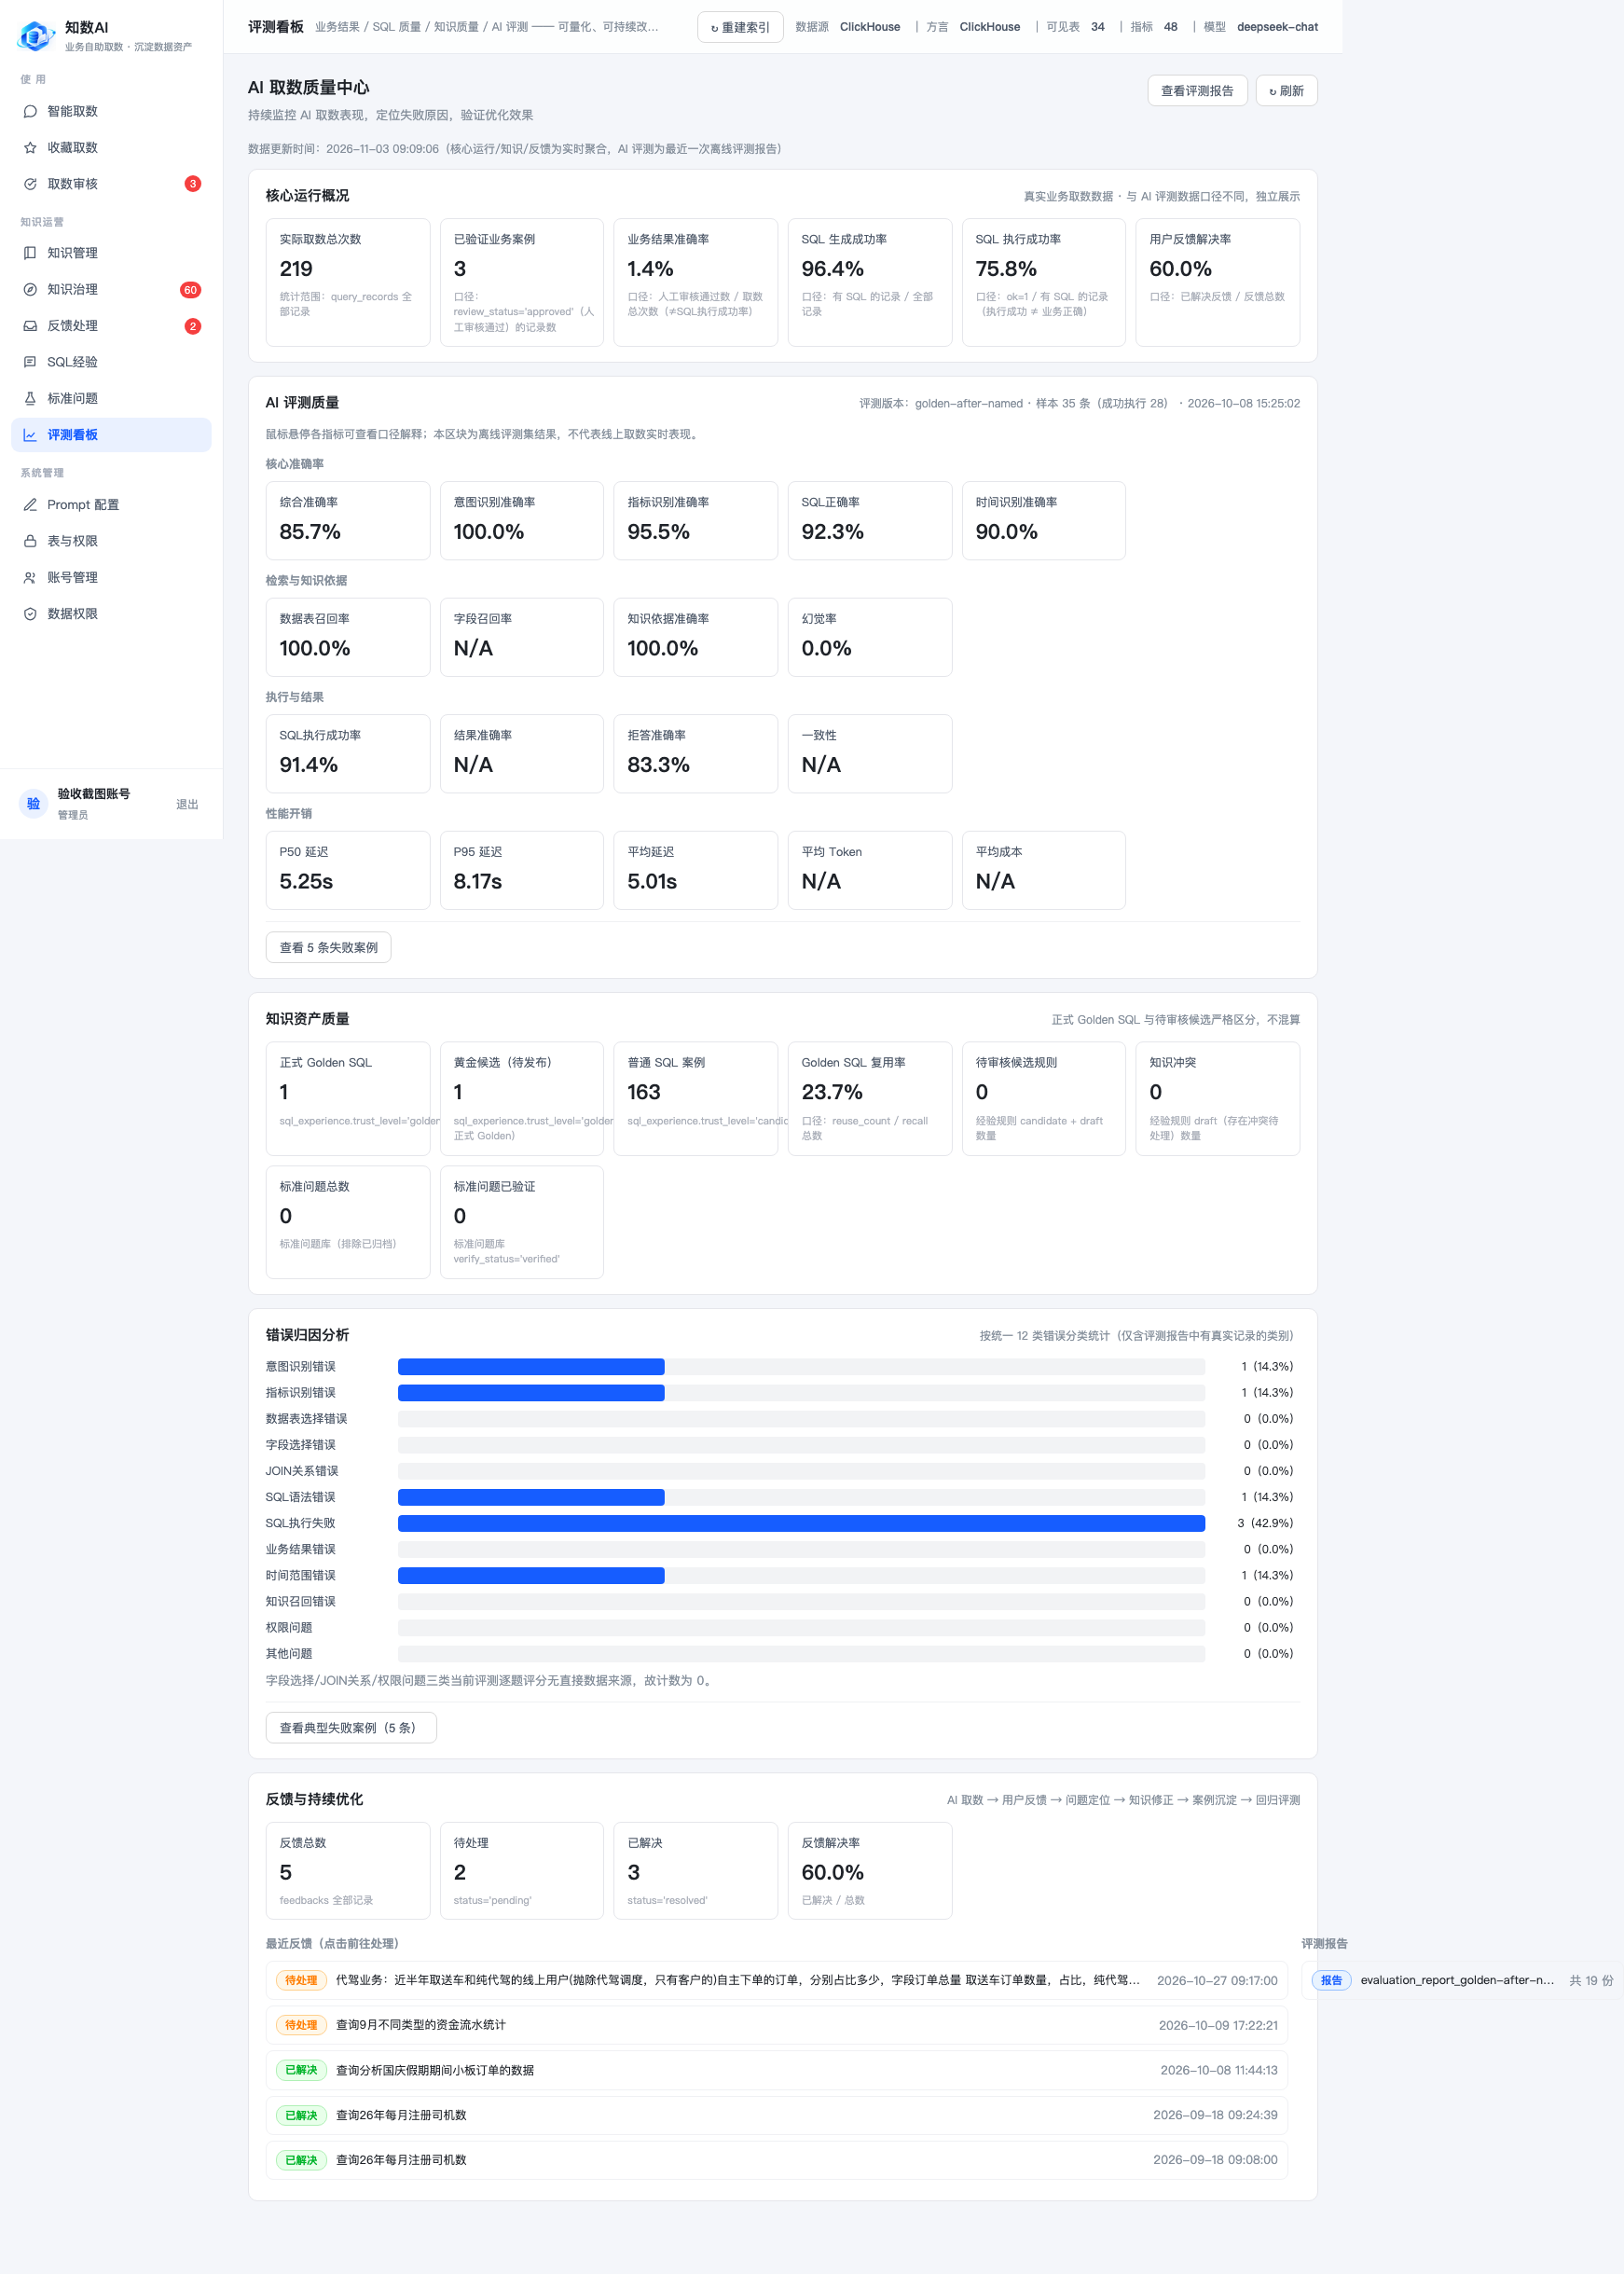 知数AI
业务自助取数 · 沉淀数据资产
使 用
智能取数
收藏取数
取数审核
3
知识运营
知识管理
知识治理
60
反馈处理
2
SQL经验
标准问题
评测看板
系统管理
Prompt 配置
表与权限
账号管理
数据权限
验
验收截图账号
管理员
退出
评测看板
业务结果 / SQL 质量 / 知识质量 / AI 评测 —— 可量化、可持续改...
↻ 重建索引
数据源 ClickHouse | 方言 ClickHouse | 可见表 34 | 指标 48 | 模型 deepseek-chat
AI 取数质量中心
持续监控 AI 取数表现，定位失败原因，验证优化效果
查看评测报告
↻ 刷新
数据更新时间：2026-11-03 09:09:06（核心运行/知识/反馈为实时聚合，AI 评测为最近一次离线评测报告）
核心运行概况
真实业务取数数据 · 与 AI 评测数据口径不同，独立展示
实际取数总次数
219
统计范围：query_records 全
部记录
已验证业务案例
3
口径：
review_status='approved'（人
工审核通过）的记录数
业务结果准确率
1.4%
口径：人工审核通过数 / 取数
总次数（≠SQL执行成功率）
SQL 生成成功率
96.4%
口径：有 SQL 的记录 / 全部
记录
SQL 执行成功率
75.8%
口径：ok=1 / 有 SQL 的记录
（执行成功 ≠ 业务正确）
用户反馈解决率
60.0%
口径：已解决反馈 / 反馈总数
AI 评测质量
评测版本：golden-after-named · 样本 35 条（成功执行 28） · 2026-10-08 15:25:02
鼠标悬停各指标可查看口径解释；本区块为离线评测集结果，不代表线上取数实时表现。
核心准确率
综合准确率
85.7%
意图识别准确率
100.0%
指标识别准确率
95.5%
SQL正确率
92.3%
时间识别准确率
90.0%
检索与知识依据
数据表召回率
100.0%
字段召回率
N/A
知识依据准确率
100.0%
幻觉率
0.0%
执行与结果
SQL执行成功率
91.4%
结果准确率
N/A
拒答准确率
83.3%
一致性
N/A
性能开销
P50 延迟
5.25s
P95 延迟
8.17s
平均延迟
5.01s
平均 Token
N/A
平均成本
N/A
查看 5 条失败案例
知识资产质量
正式 Golden SQL 与待审核候选严格区分，不混算
正式 Golden SQL
1
sql_experience.trust_level='golden
黄金候选（待发布）
1
sql_experience.trust_level='golden
正式 Golden）
普通 SQL 案例
163
sql_experience.trust_level='candid
Golden SQL 复用率
23.7%
口径：reuse_count / recall
总数
待审核候选规则
0
经验规则 candidate + draft
数量
知识冲突
0
经验规则 draft（存在冲突待
处理）数量
标准问题总数
0
标准问题库（排除已归档）
标准问题已验证
0
标准问题库
verify_status='verified'
错误归因分析
按统一 12 类错误分类统计（仅含评测报告中有真实记录的类别）
意图识别错误 1（14.3%）
指标识别错误 1（14.3%）
数据表选择错误 0（0.0%）
字段选择错误 0（0.0%）
JOIN关系错误 0（0.0%）
SQL语法错误 1（14.3%）
SQL执行失败 3（42.9%）
业务结果错误 0（0.0%）
时间范围错误 1（14.3%）
知识召回错误 0（0.0%）
权限问题 0（0.0%）
其他问题 0（0.0%）
字段选择/JOIN关系/权限问题三类当前评测逐题评分无直接数据来源，故计数为 0。
查看典型失败案例（5 条）
反馈与持续优化
AI 取数 → 用户反馈 → 问题定位 → 知识修正 → 案例沉淀 → 回归评测
反馈总数
5
feedbacks 全部记录
待处理
2
status='pending'
已解决
3
status='resolved'
反馈解决率
60.0%
已解决 / 总数
最近反馈（点击前往处理）
待处理 代驾业务：近半年取送车和纯代驾的线上用户(抛除代驾调度，只有客户的)自主下单的订单，分别占比多少，字段订单总量 取送车订单数量，占比，纯代驾... 2026-10-27 09:17:00
待处理 查询9月不同类型的资金流水统计 2026-10-09 17:22:21
已解决 查询分析国庆假期期间小板订单的数据 2026-10-08 11:44:13
已解决 查询26年每月注册司机数 2026-09-18 09:24:39
已解决 查询26年每月注册司机数 2026-09-18 09:08:00
评测报告
报告 evaluation_report_golden-after-n... 共 19 份